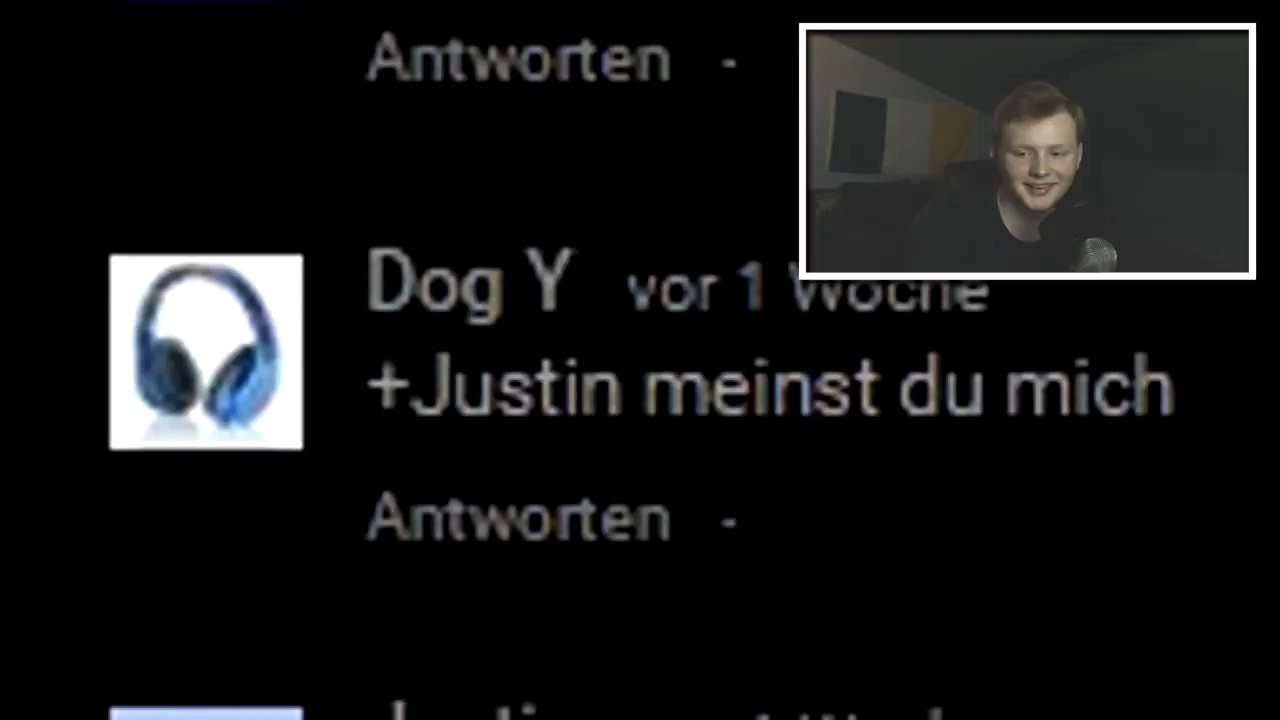 Antworten -
Dog Y vor 1 Woche
+Justin meinst du mich
Antworten -